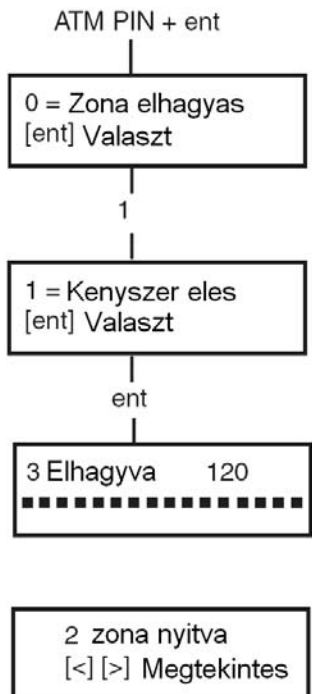 ATM PIN + ent
0 = Zona elhagyas
[ent] Valaszt
1
1 = Kenyszer eles
[ent] Valaszt
ent
3 Elhagyva 120
2 zona nyitva
[<] [>] Megtekintes